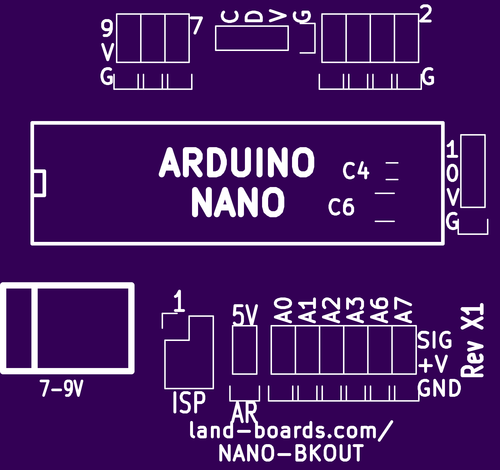 9 7 C D V G 2
V
G G
ARDUINO
NANO
C4
C6
1
0
V
G
7-9V
1
ISP
5V
AR
A0 A1 A2 A3 A6 A7
SIG
+V
GND
Rev X1
land-boards.com/
NANO-BKOUT